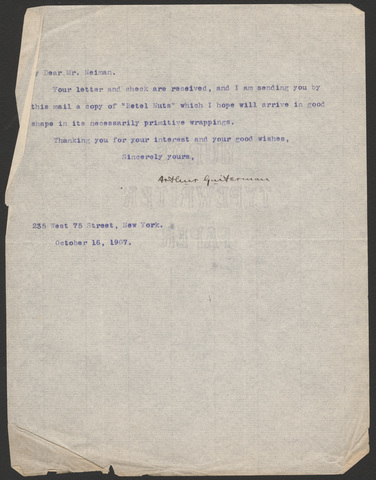 y Dear Mr. Neiman.
Your letter and check are received, and I am sending you by
this mail a copy of "Betel Nuts" which I hope will arrive in good
shape in its necessarily primitive wrappings.
Thanking you for your interest and your good wishes,
Sincerely yours,
Arthur Guiterman
235 West 75 Street, New York.
October 16, 1907.